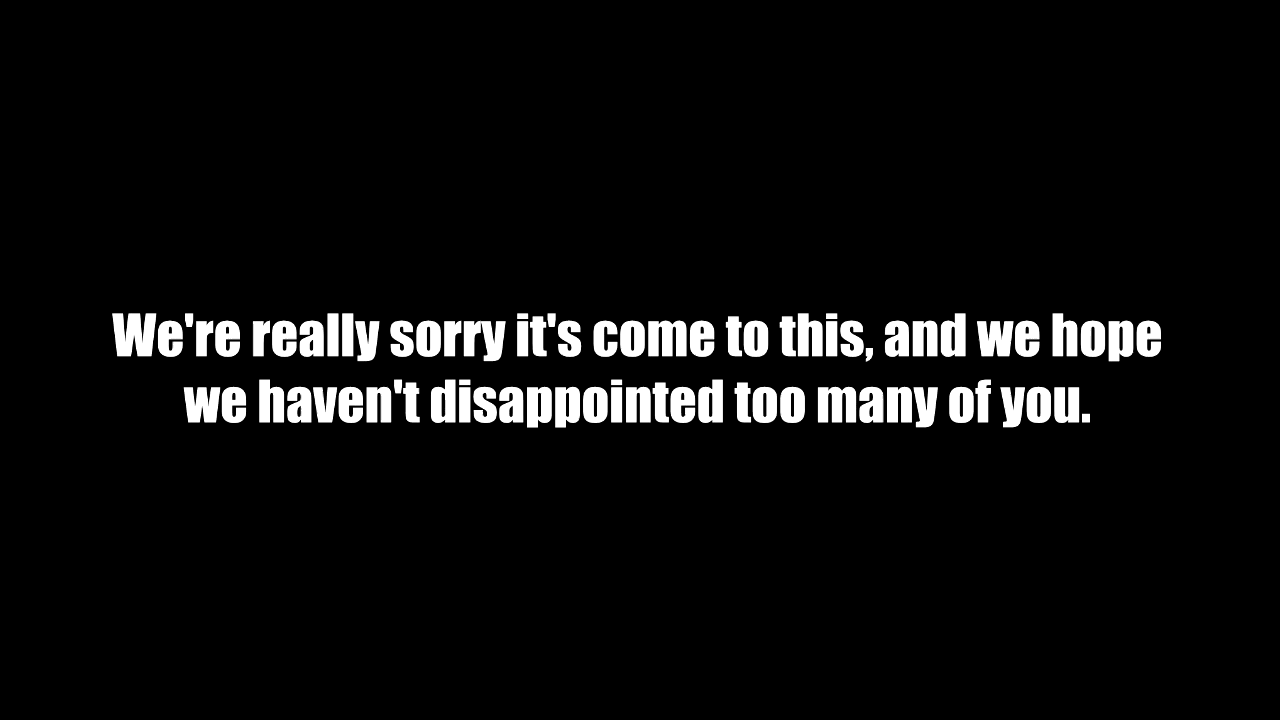 We're really sorry it's come to this, and we hope
we haven't disappointed too many of you.